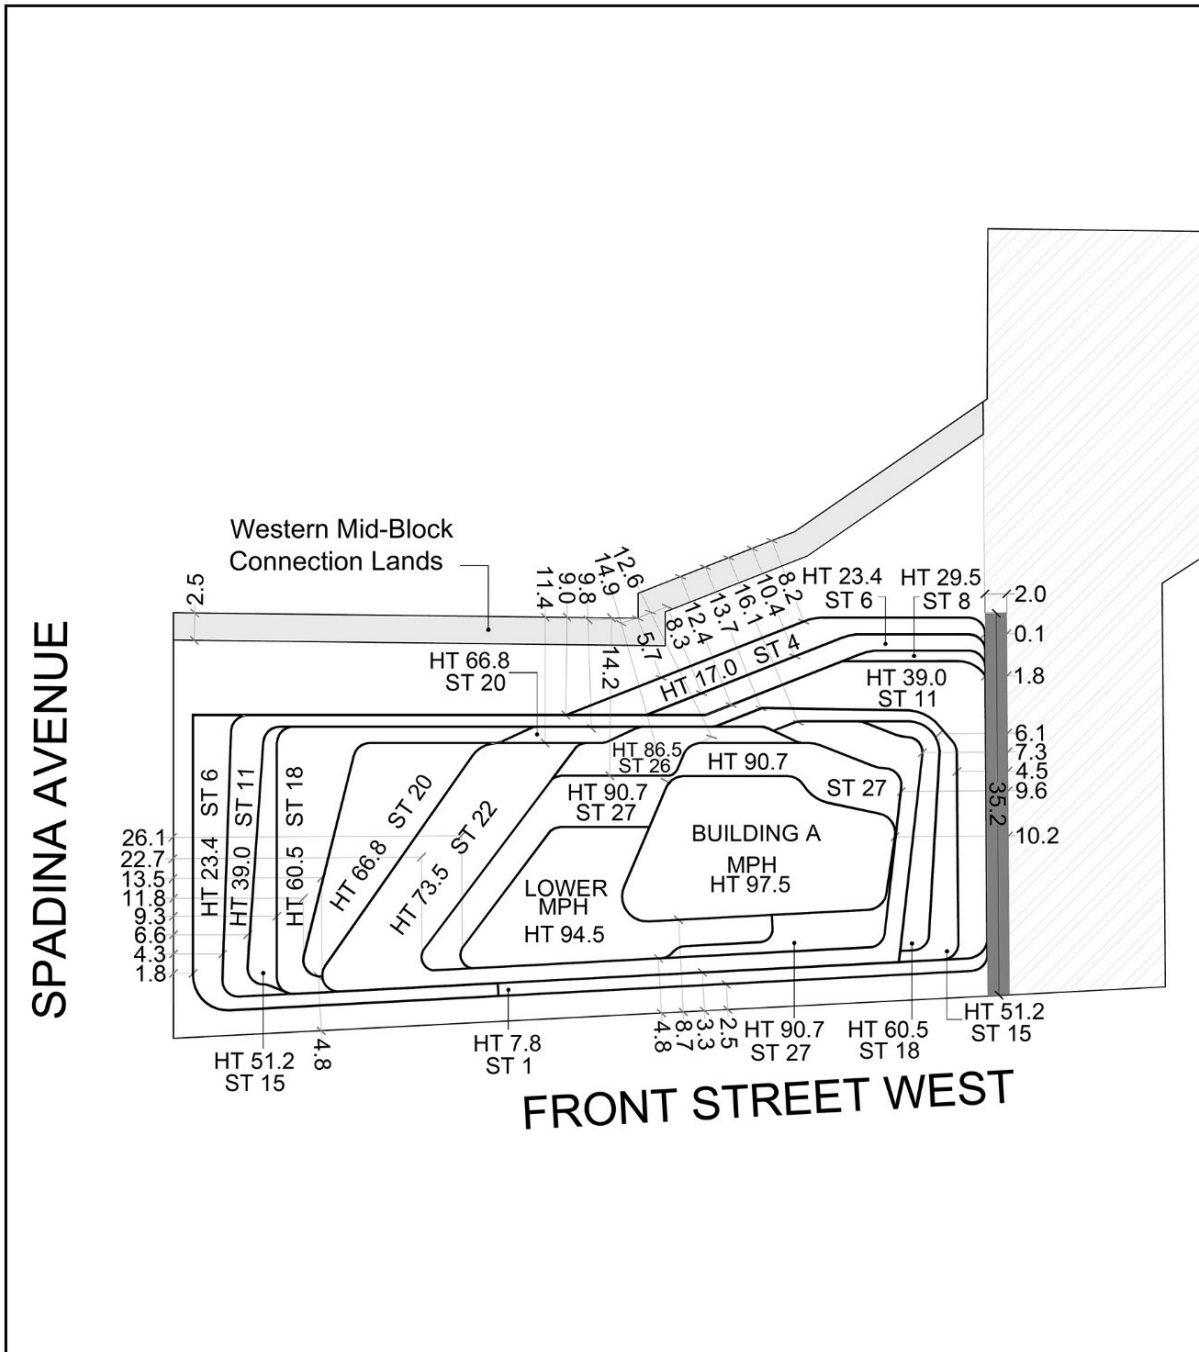 Western Mid-Block
Connection Lands
2.5
11.4
9.0
9.8
14.9
12.6
14.2
5.7
8.3
12.4
13.7
16.1
10.4
8.2
HT 23.4
ST 6
HT 29.5
ST 8
2.0
0.1
1.8
HT 66.8
ST 20
HT 17.0
ST 4
HT 39.0
ST 11
6.1
7.3
4.5
9.6
35.2
10.2
HT 86.5
ST 26
HT 90.7
ST 27
HT 90.7
ST 27
BUILDING A
MPH
HT 97.5
LOWER
MPH
HT 94.5
HT 23.4
ST 6
HT 39.0
ST 11
HT 60.5
ST 18
HT 66.8
ST 20
HT 73.5
ST 22
26.1
22.7
13.5
11.8
9.3
6.6
4.3
1.8
SPADINA AVENUE
HT 51.2
ST 15
4.8
HT 7.8
ST 1
4.8
8.7
3.3
2.5
HT 90.7
ST 27
HT 60.5
ST 18
HT 51.2
ST 15
FRONT STREET WEST